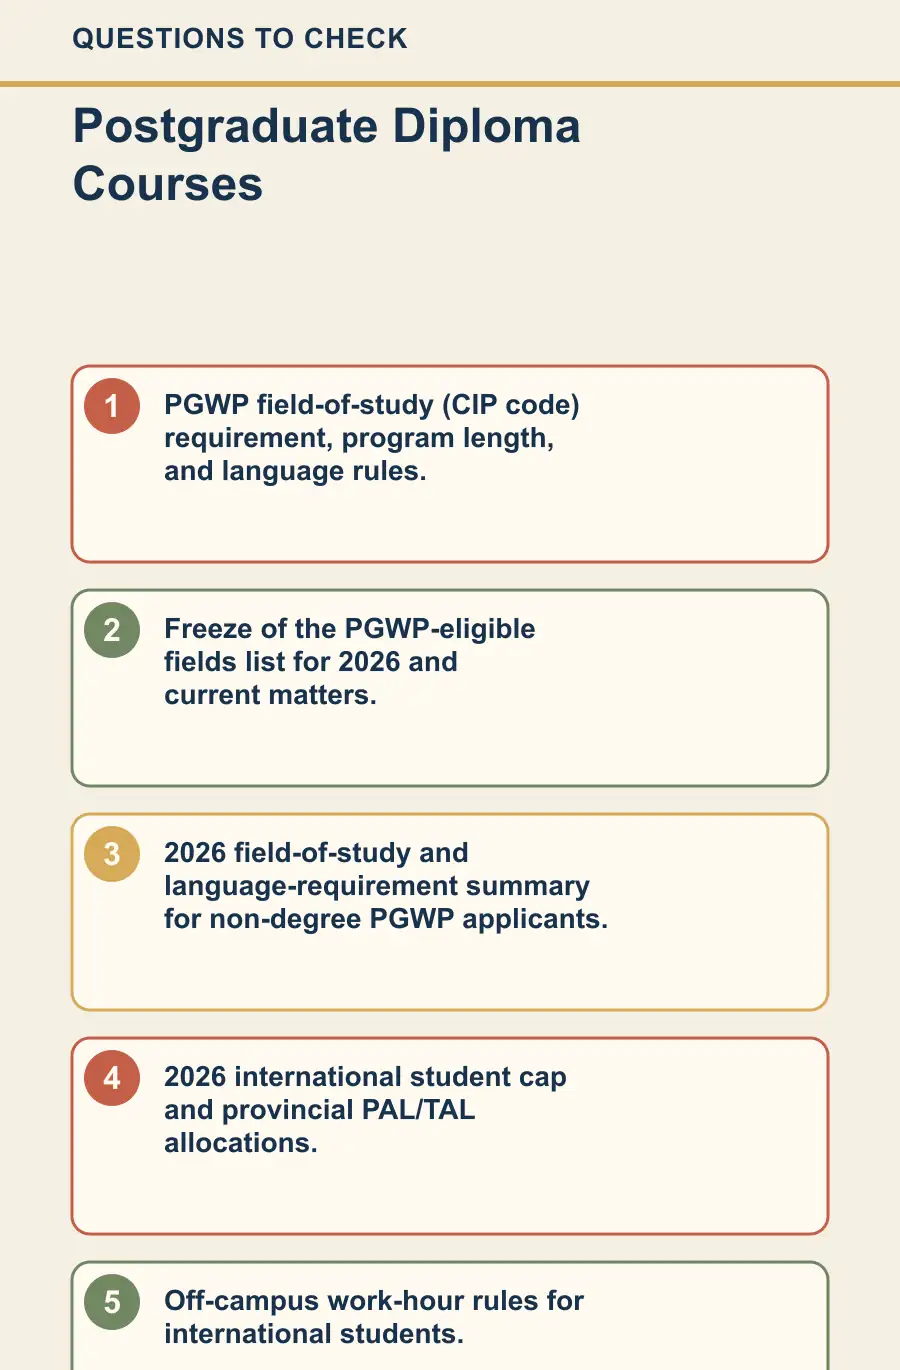 QUESTIONS TO CHECK
Postgraduate Diploma
Courses
1
PGWP field-of-study (CIP code)
requirement, program length,
and language rules.
2
Freeze of the PGWP-eligible
fields list for 2026 and
current matters.
3
2026 field-of-study and
language-requirement summary
for non-degree PGWP applicants.
4
2026 international student cap
and provincial PAL/TAL
allocations.
5
Off-campus work-hour rules for
international students.